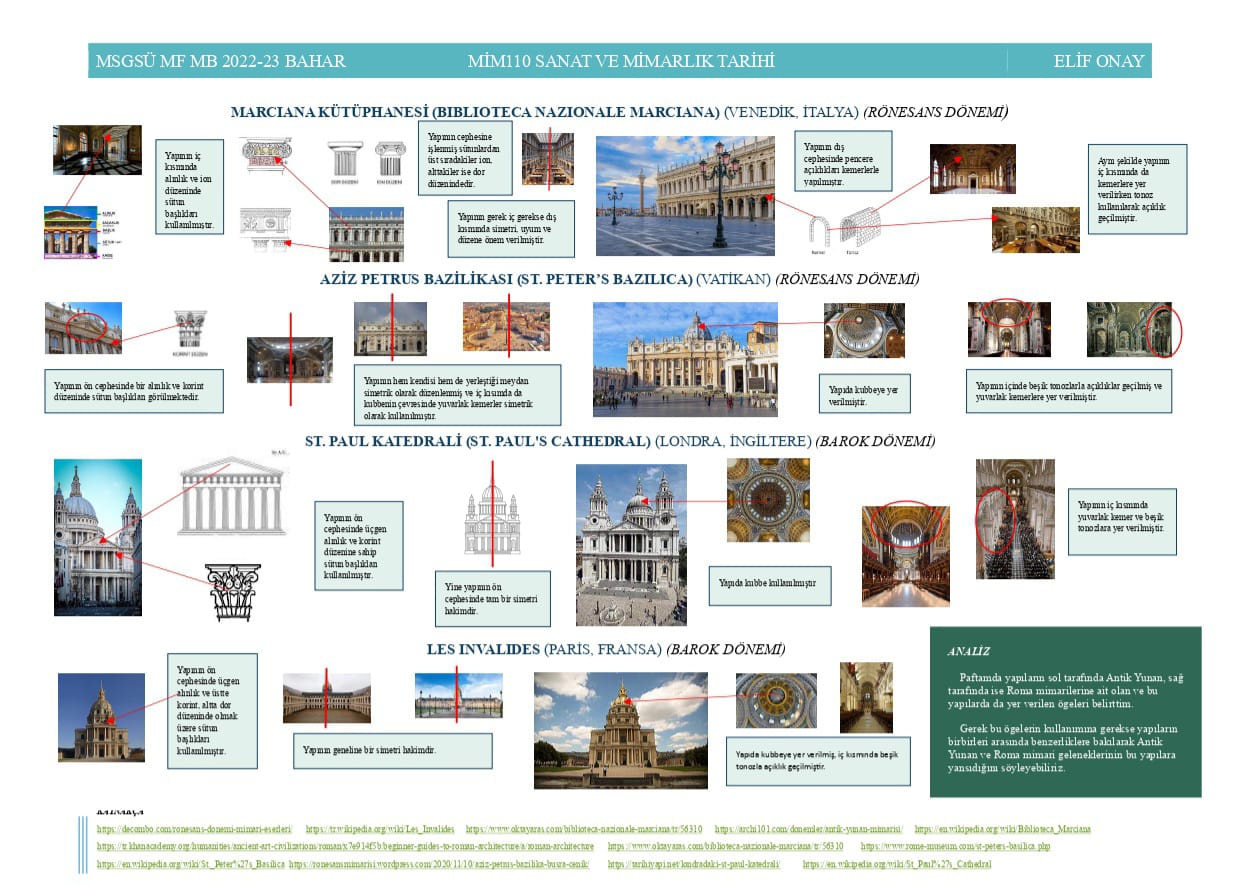 MSGSÜ MF MB 2022-23 BAHAR
MİM110 SANAT VE MİMARLIK TARİHİ
ELİF ONAY
MARCIANA KÜTÜPHANESİ (BIBLIOTECA NAZIONALE MARCIANA) (VENEDİK, İTALYA) (RÖNESANS DÖNEMİ)
Yapının iç
kısmında
alınlık ve ion
düzeninde
sütun
başlıkları
kullanılmıştır.
DOR DÜZENİ
İON DÜZENİ
Yapının cephesine
işlenmiş sütunlardan
üst sıradakiler ion,
alttakiler ise dor
düzenindedir.
Yapının gerek iç gerekse dış
kısmında simetri, uyum ve
düzene önem verilmiştir.
Yapının dış
cephesinde pencere
açıklıkları kemerlerle
yapılmıştır.
Kemer
Tonoz
Aynı şekilde yapının
iç kısmında da
kemerlere yer
verilirken tonoz
kullanılarak açıklık
geçilmiştir.
AZİZ PETRUS BAZİLİKASI (ST. PETER’S BAZILICA) (VATİKAN) (RÖNESANS DÖNEMİ)
KORİNT DÜZENİ
Yapının ön cephesinde bir alınlık ve korint
düzeninde sütun başlıkları görülmektedir.
Yapının hem kendisi hem de yerleştiği meydan
simetrik olarak düzenlenmiş ve iç kısımda da
kubbenin çevresinde yuvarlak kemerler simetrik
olarak kullanılmıştır.
Yapıda kubbeye yer
verilmiştir.
Yapının içinde beşik tonozlarla açıklıklar geçilmiş ve
yuvarlak kemerlere yer verilmiştir.
ST. PAUL KATEDRALİ (ST. PAUL'S CATHEDRAL) (LONDRA, İNGİLTERE) (BAROK DÖNEMİ)
Yapının ön
cephesinde üçgen
alınlık ve korint
düzenine sahip
sütun başlıkları
kullanılmıştır.
Yine yapının ön
cephesinde tam bir simetri
hakimdir.
Yapıda kubbe kullanılmıştır
Yapının iç kısmında
yuvarlak kemer ve beşik
tonozlara yer verilmiştir.
LES INVALIDES (PARİS, FRANSA) (BAROK DÖNEMİ)
Yapının ön
cephesinde üçgen
alınlık ve üstte
korint, altta dor
düzeninde olmak
üzere sütun
başlıkları
kullanılmıştır.
Yapının geneline bir simetri hakimdir.
Yapıda kubbeye yer verilmiş, iç kısmında beşik
tonozla açıklık geçilmiştir.
ANALİZ
Paftamda yapıların sol tarafında Antik Yunan, sağ
tarafında ise Roma mimarilerine ait olan ve bu
yapılarda da yer verilen ögeleri belirttim.
Gerek bu ögelerin kullanımına gerekse yapıların
birbirleri arasında benzerliklere bakılarak Antik
Yunan ve Roma mimari geleneklerinin bu yapılara
yansıdığını söyleyebiliriz.
KAYNAKÇA
https://decombo.com/ronesans-donemi-mimari-eserleri/ https://tr.wikipedia.org/wiki/Les_Invalides https://www.oktayaras.com/biblioteca-nazionale-marciana/tr/56310 https://archi101.com/donemler/antik-yunan-mimarisi/ https://en.wikipedia.org/wiki/Biblioteca_Marciana
https://tr.khanacademy.org/humanities/ancient-art-civilizations/roman/x7e914f5b:beginner-guides-to-roman-architecture/a/roman-architecture https://www.oktayaras.com/biblioteca-nazionale-marciana/tr/56310 https://www.rome-museum.com/st-peters-basilica.php
https://en.wikipedia.org/wiki/St_Peter%27s_Basilica https://ronesansmimarisi.wordpress.com/2020/11/10/aziz-petrus-bazilika-busra-cenik/ https://tarihiyapi.net/londradaki-st-paul-katedrali/ https://en.wikipedia.org/wiki/St_Paul%27s_Cathedral